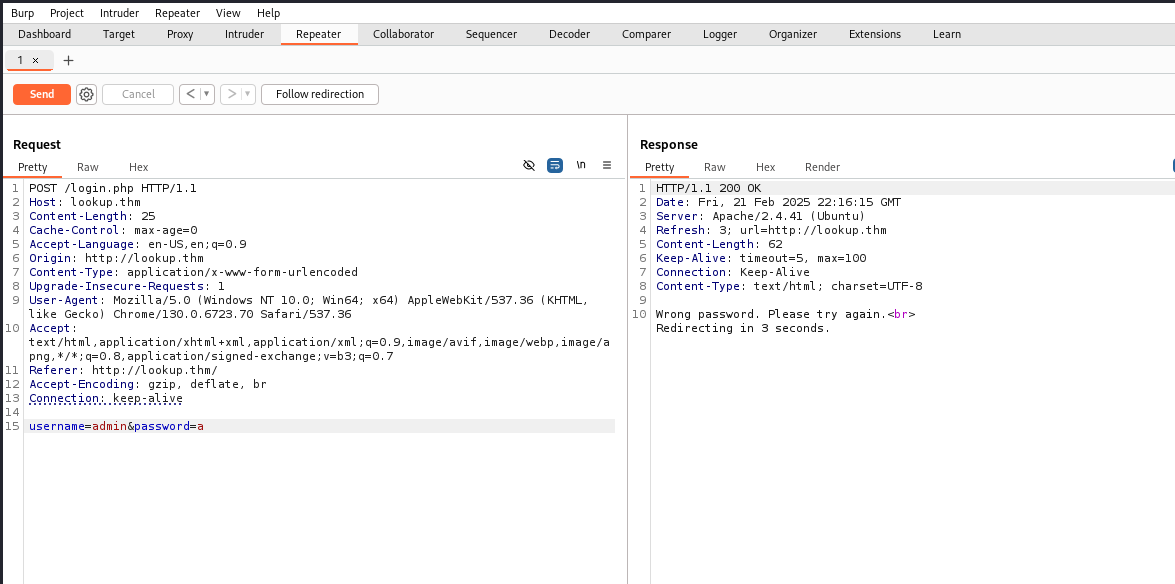 Burp Project Intruder Repeater View Help
Dashboard Target Proxy Intruder Repeater Collaborator Sequencer Decoder Comparer Logger Organizer Extensions Learn
1 × +
Send Cancel < > Follow redirection
Request
Pretty Raw Hex \n
1 POST /login.php HTTP/1.1
2 Host: lookup.thm
3 Content-Length: 25
4 Cache-Control: max-age=0
5 Accept-Language: en-US,en;q=0.9
6 Origin: http://lookup.thm
7 Content-Type: application/x-www-form-urlencoded
8 Upgrade-Insecure-Requests: 1
9 User-Agent: Mozilla/5.0 (Windows NT 10.0; Win64; x64) AppleWebKit/537.36 (KHTML,
like Gecko) Chrome/130.0.6723.70 Safari/537.36
10 Accept:
text/html,application/xhtml+xml,application/xml;q=0.9,image/avif,image/webp,image/a
png,*/*;q=0.8,application/signed-exchange;v=b3;q=0.7
11 Referer: http://lookup.thm/
12 Accept-Encoding: gzip, deflate, br
13 Connection: keep-alive
14
15 username=admin&password=a
Response
Pretty Raw Hex Render
1 HTTP/1.1 200 OK
2 Date: Fri, 21 Feb 2025 22:16:15 GMT
3 Server: Apache/2.4.41 (Ubuntu)
4 Refresh: 3; url=http://lookup.thm
5 Content-Length: 62
6 Keep-Alive: timeout=5, max=100
7 Connection: Keep-Alive
8 Content-Type: text/html; charset=UTF-8
9
10 Wrong password. Please try again.<br>
Redirecting in 3 seconds.